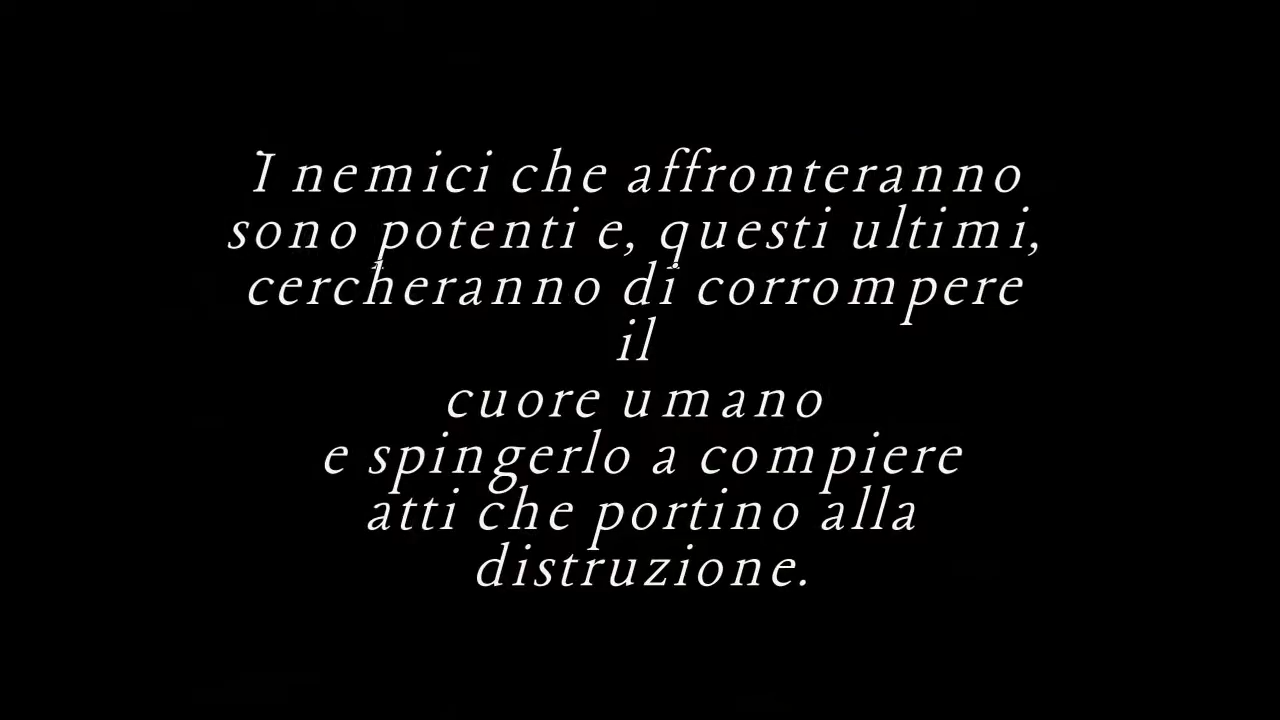 I nemici che affronteranno
sono potenti e, questi ultimi,
cercheranno di corrompere
il
cuore umano
e spingerlo a compiere
atti che portino alla
distruzione.